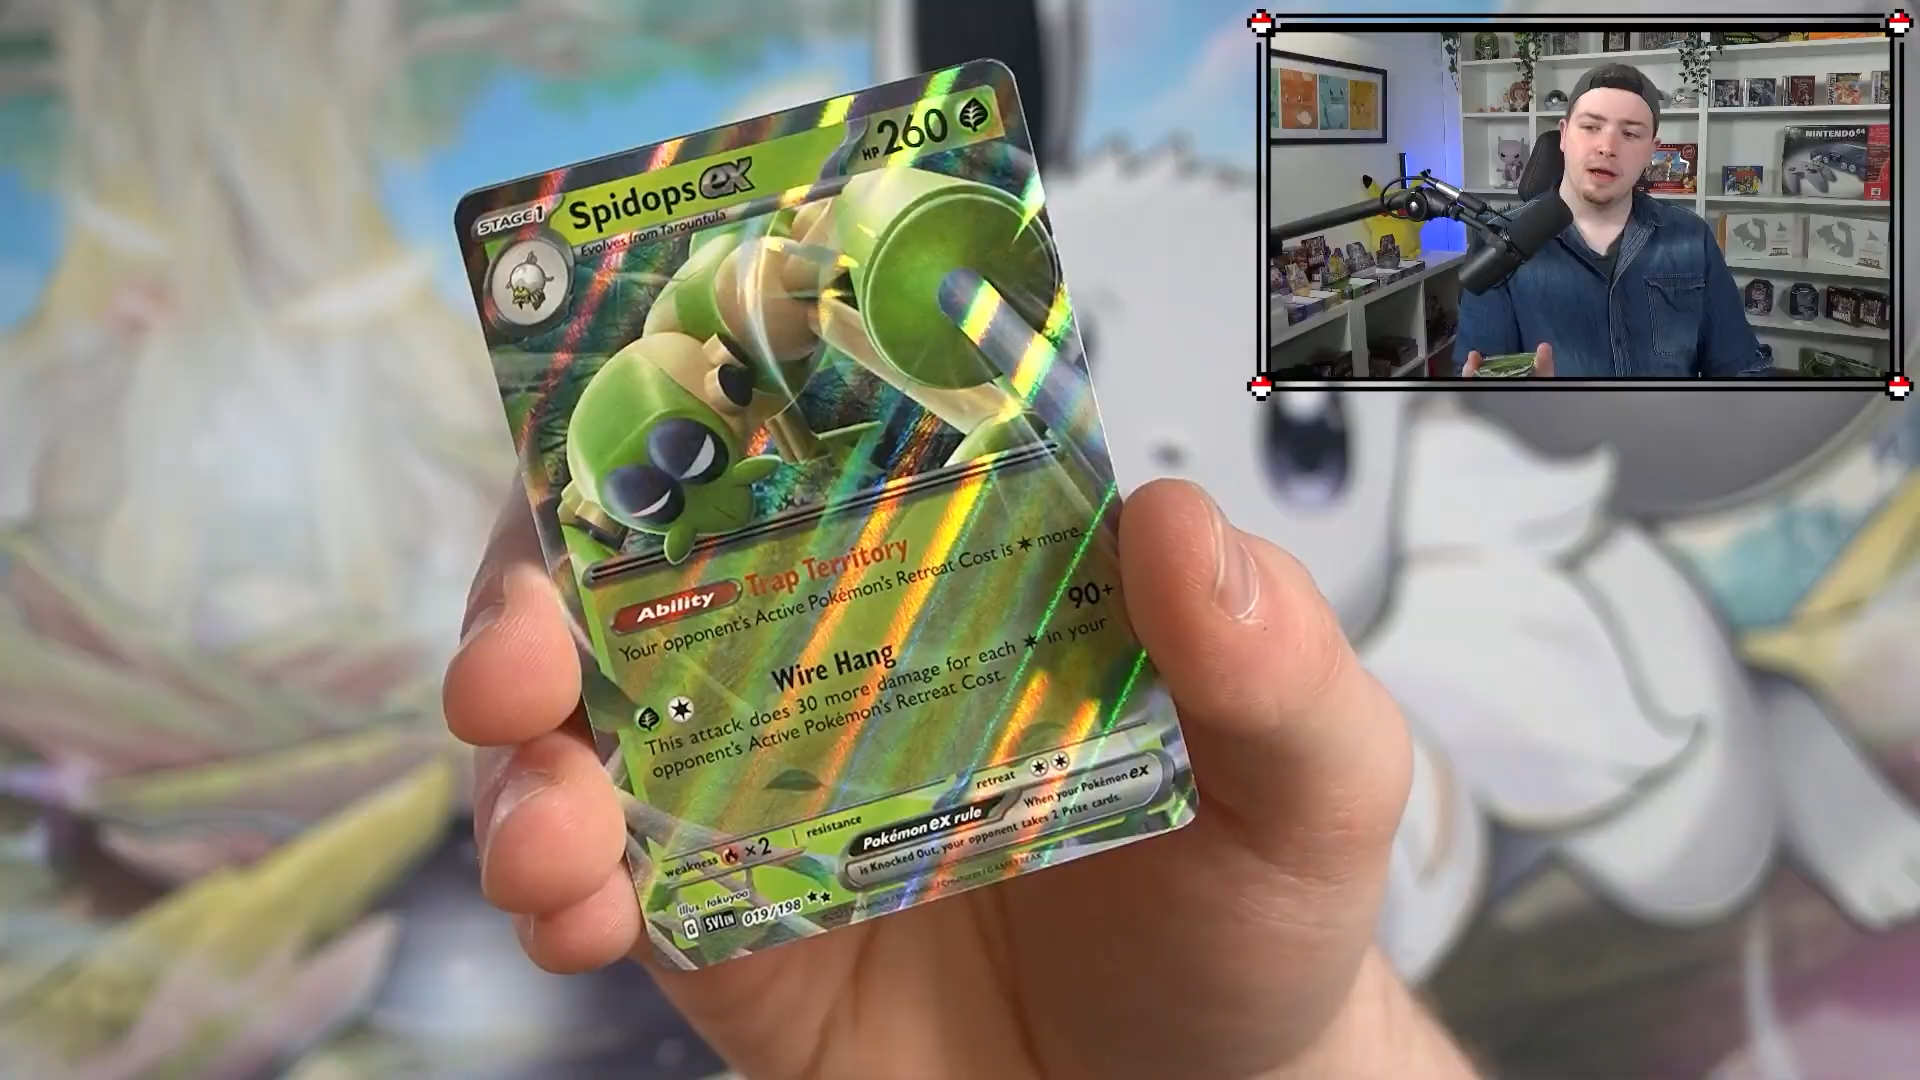 STAGE 1
Spidops ex
HP 260
Evolves from Tarountula
Ability Trap Territory
Your opponent's Active Pokémon's Retreat Cost is more.
Wire Hang 90+
This attack does 30 more damage for each in your
opponent's Active Pokémon's Retreat Cost.
weakness ×2 resistance retreat
Pokémon ex rule
When your Pokémon ex
is Knocked Out, your opponent takes 2 Prize cards.
Illus. tokuyoo
G SVI EN 019/198
NINTENDO 64